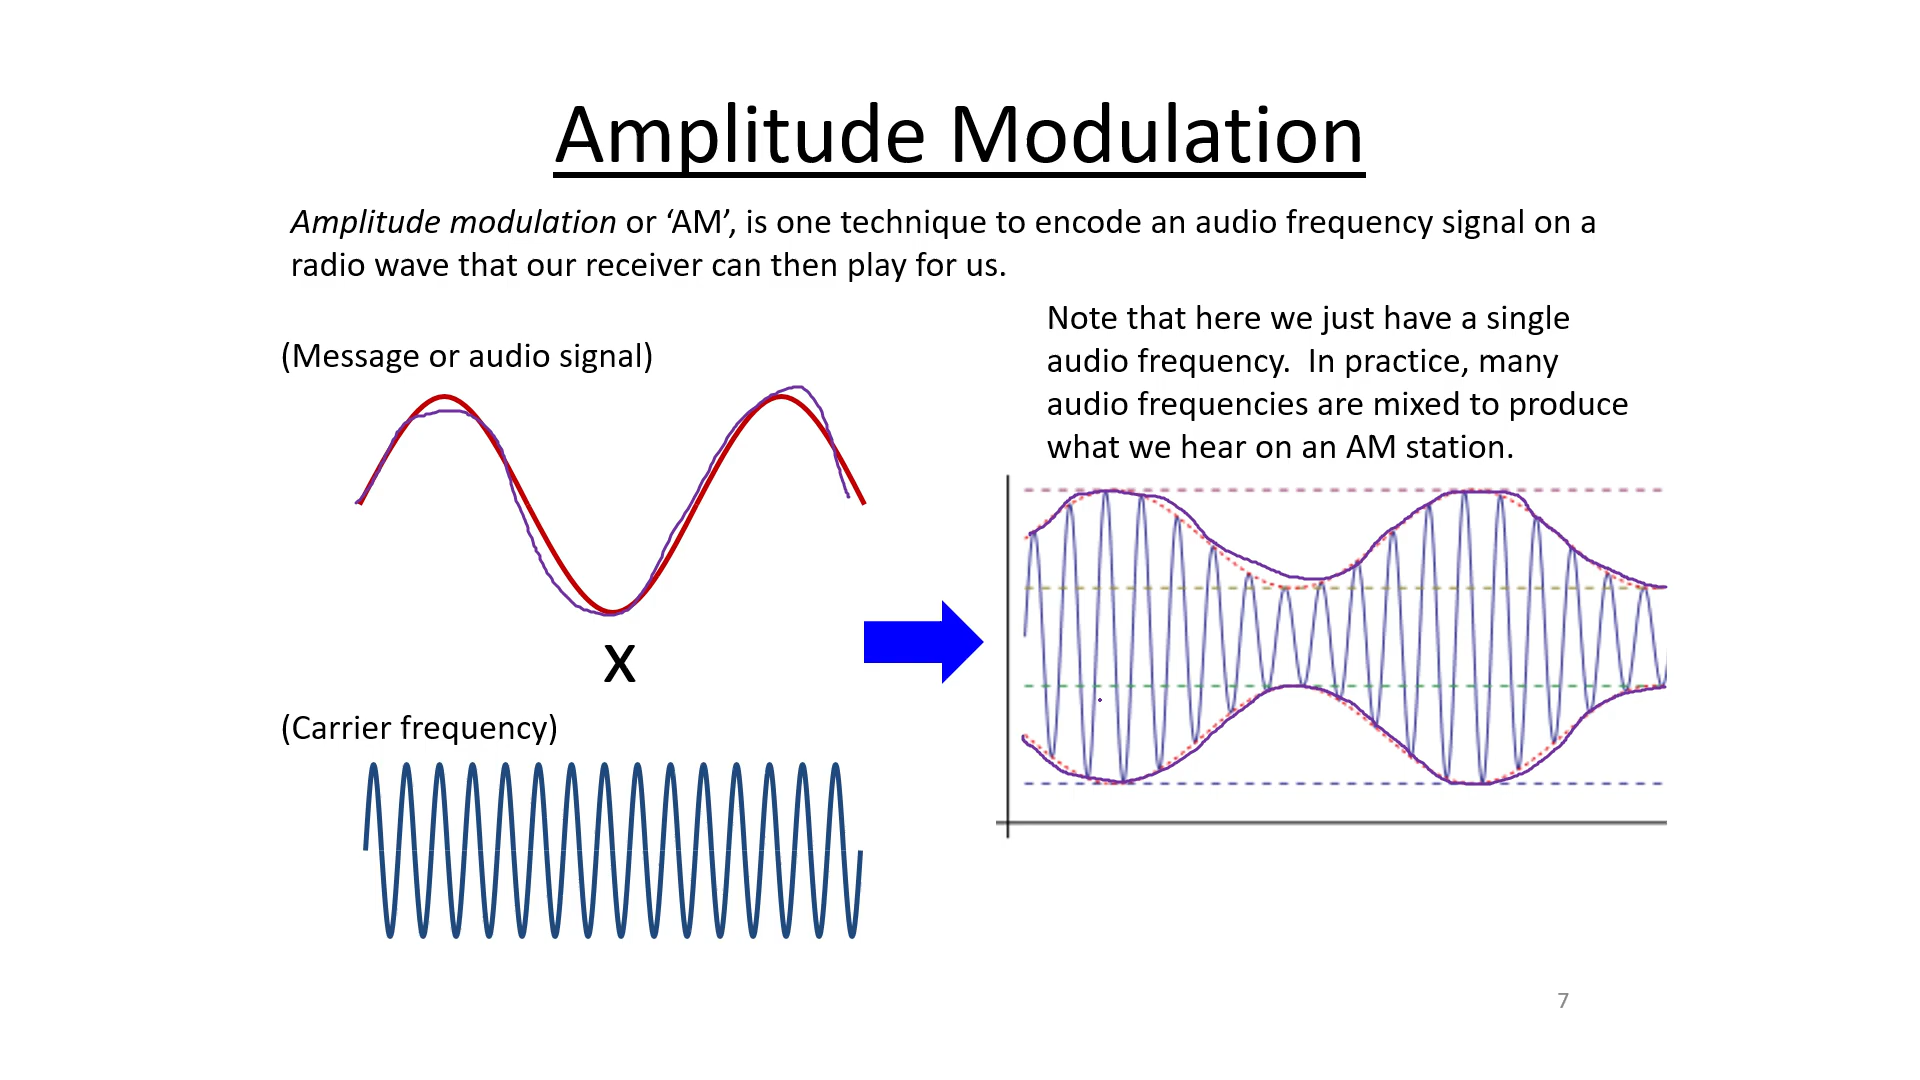 Amplitude Modulation
Amplitude modulation or ‘AM’, is one technique to encode an audio frequency signal on a
radio wave that our receiver can then play for us.
Note that here we just have a single
audio frequency.  In practice, many
audio frequencies are mixed to produce
what we hear on an AM station.
(Message or audio signal)
X
(Carrier frequency)
7